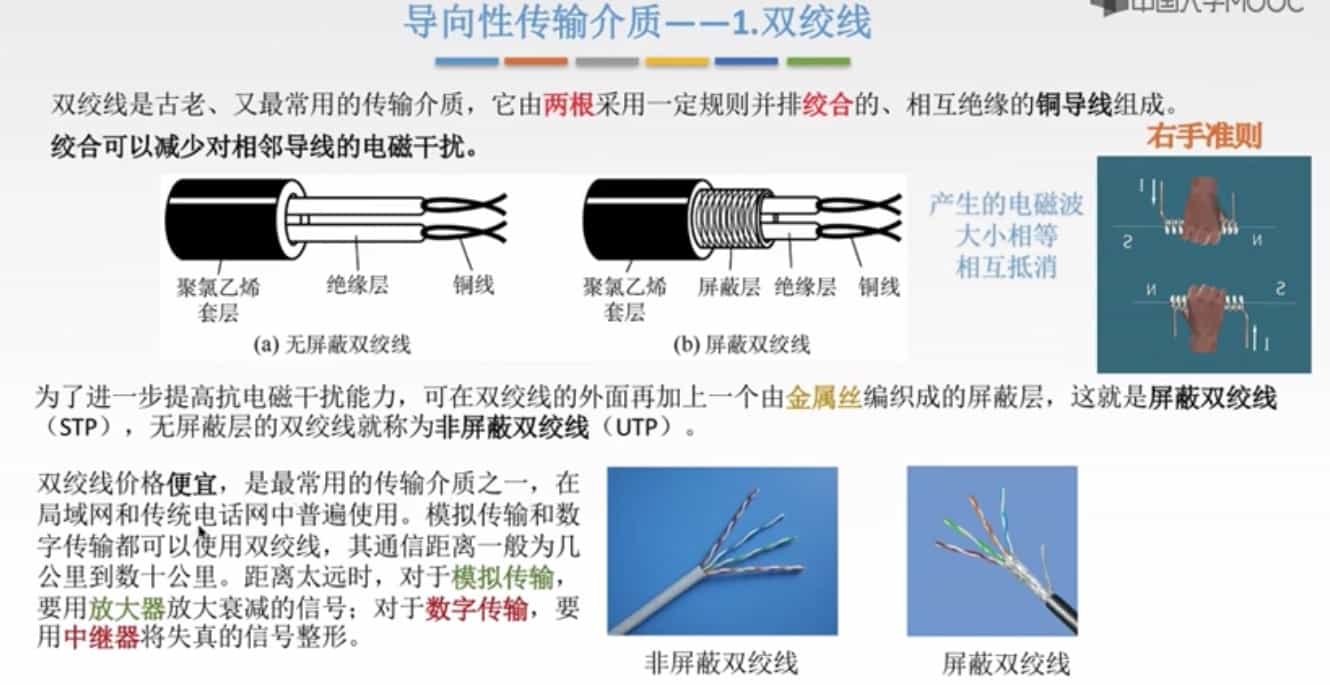 中国大学MOOC
导向性传输介质——1.双绞线
双绞线是古老、又最常用的传输介质，它由两根采用一定规则并排绞合的、相互绝缘的铜导线组成。
绞合可以减少对相邻导线的电磁干扰。
右手准则
聚氯乙烯
套层
绝缘层
铜线
(a) 无屏蔽双绞线
聚氯乙烯
套层
屏蔽层
绝缘层
铜线
(b) 屏蔽双绞线
产生的电磁波
大小相等
相互抵消
I
S
N
N
S
I
为了进一步提高抗电磁干扰能力，可在双绞线的外面再加上一个由金属丝编织成的屏蔽层，这就是屏蔽双绞线
（STP），无屏蔽层的双绞线就称为非屏蔽双绞线（UTP）。
双绞线价格便宜，是最常用的传输介质之一，在
局域网和传统电话网中普遍使用。模拟传输和数
字传输都可以使用双绞线，其通信距离一般为几
公里到数十公里。距离太远时，对于模拟传输，
要用放大器放大衰减的信号；对于数字传输，要
用中继器将失真的信号整形。
非屏蔽双绞线
屏蔽双绞线